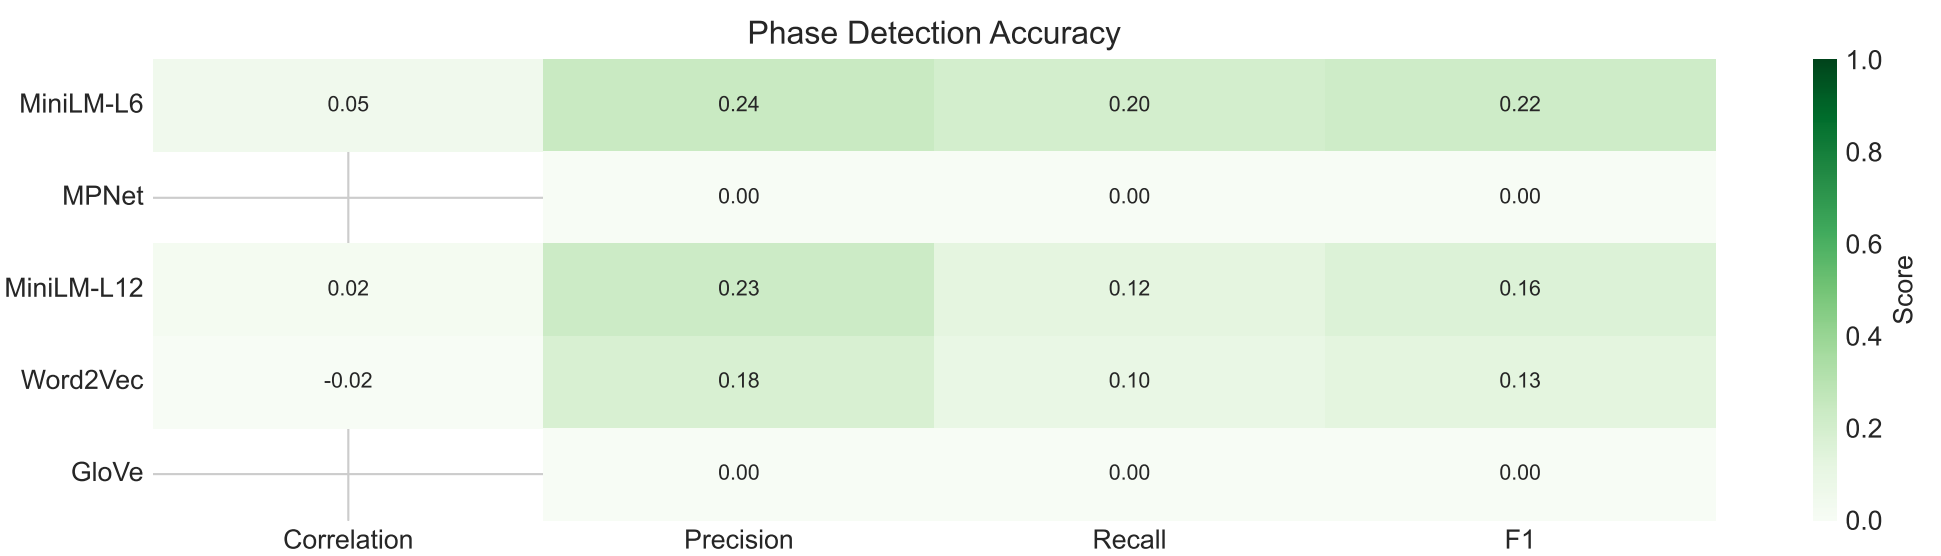 Phase Detection Accuracy
MiniLM-L6 0.05 0.24 0.20 0.22
MPNet 0.00 0.00 0.00
MiniLM-L12 0.02 0.23 0.12 0.16
Word2Vec -0.02 0.18 0.10 0.13
GloVe 0.00 0.00 0.00
Correlation Precision Recall F1
1.0
0.8
0.6
0.4
0.2
0.0
Score